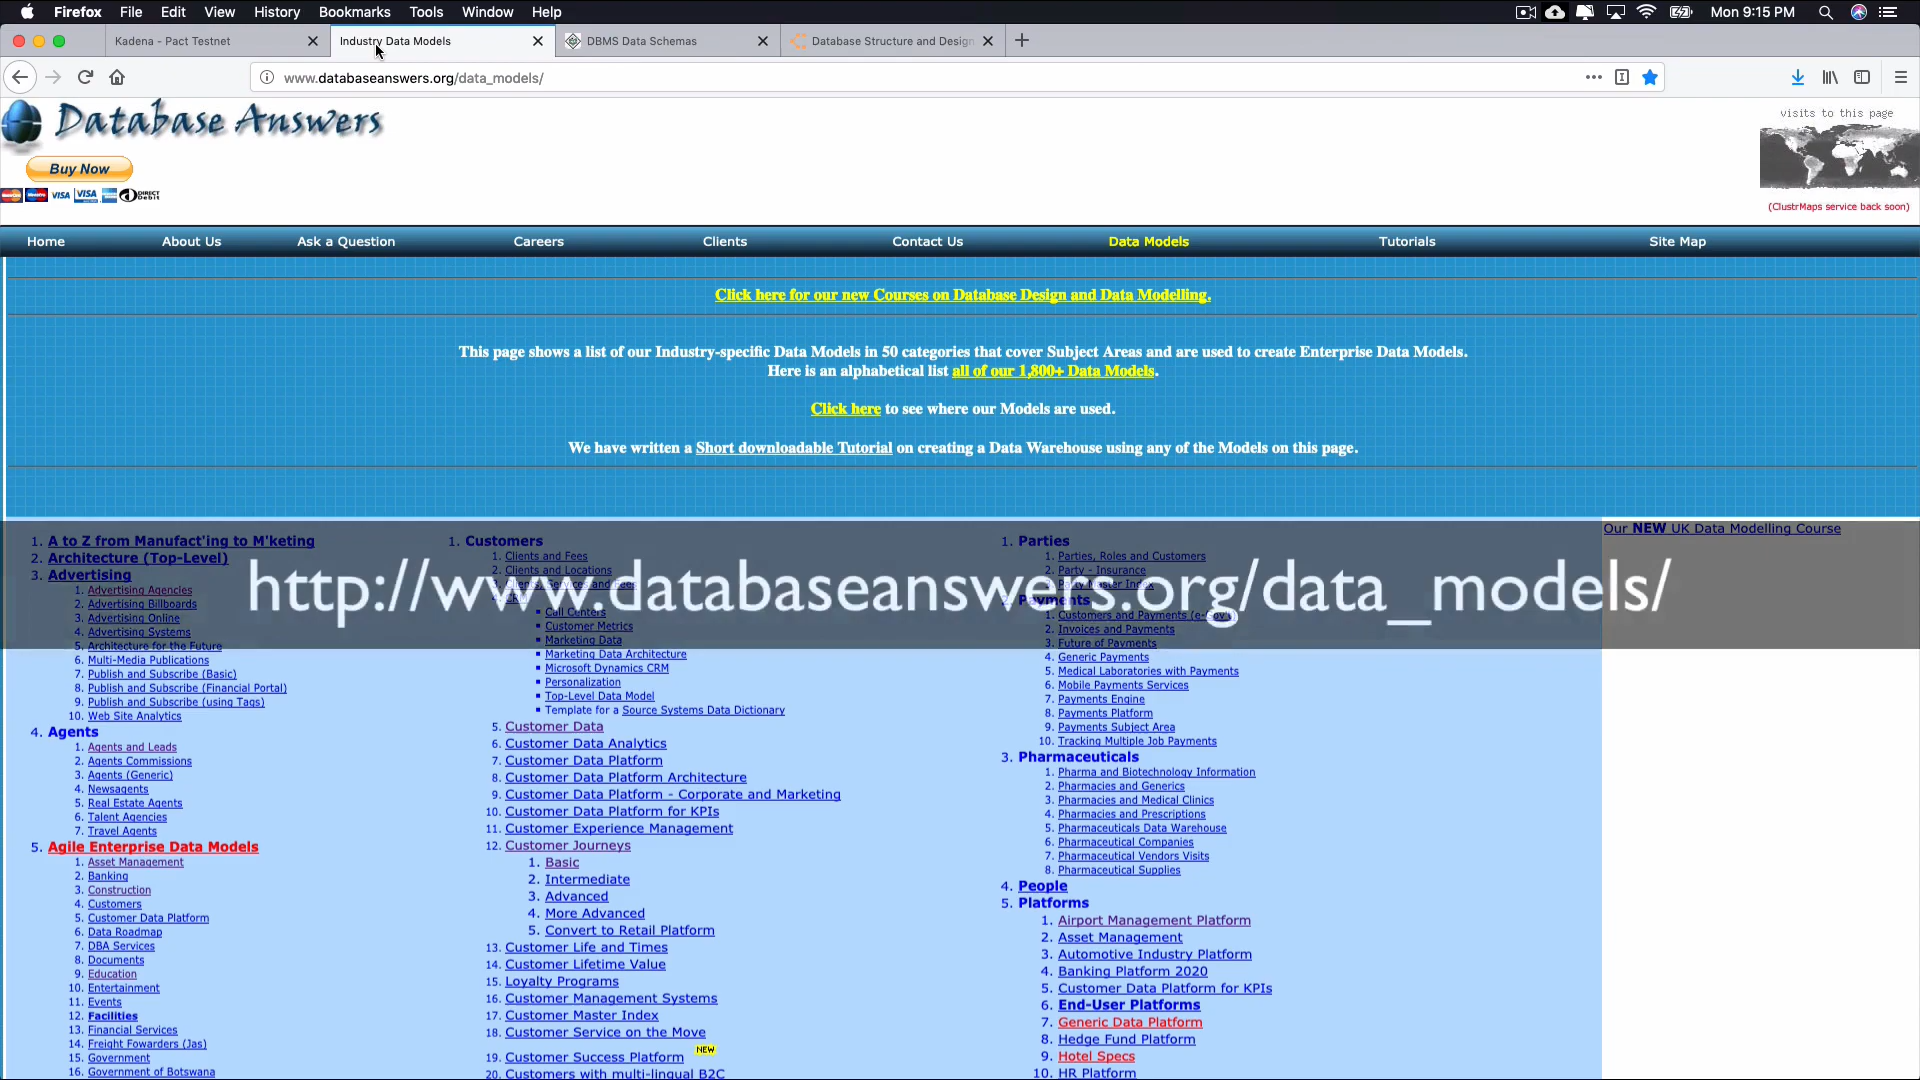 Firefox File Edit View History Bookmarks Tools Window Help Mon 9:15 PM
Kadena - Pact Testnet
Industry Data Models
DBMS Data Schemas
Database Structure and Design
www.databaseanswers.org/data_models/
Database Answers
Buy Now
VISA VISA DIRECT Debit
visits to this page
(ClustrMaps service back soon)
Home About Us Ask a Question Careers Clients Contact Us Data Models Tutorials Site Map
Click here for our new Courses on Database Design and Data Modelling.
This page shows a list of our Industry-specific Data Models in 50 categories that cover Subject Areas and are used to create Enterprise Data Models.
Here is an alphabetical list all of our 1,800+ Data Models.
Click here to see where our Models are used.
We have written a Short downloadable Tutorial on creating a Data Warehouse using any of the Models on this page.
1. A to Z from Manufact'ing to M'keting
2. Architecture (Top-Level)
3. Advertising
1. Advertising Agencies
2. Advertising Billboards
3. Advertising Online
4. Advertising Systems
5. Architecture for the Future
6. Multi-Media Publications
7. Publish and Subscribe (Basic)
8. Publish and Subscribe (Financial Portal)
9. Publish and Subscribe (using Tags)
10. Web Site Analytics
4. Agents
1. Agents and Leads
2. Agents Commissions
3. Agents (Generic)
4. Newsagents
5. Real Estate Agents
6. Talent Agencies
7. Travel Agents
5. Agile Enterprise Data Models
1. Asset Management
2. Banking
3. Construction
4. Customers
5. Customer Data Platform
6. Data Roadmap
7. DBA Services
8. Documents
9. Education
10. Entertainment
11. Events
12. Facilities
13. Financial Services
14. Freight Fowarders (Jas)
15. Government
16. Government of Botswana
1. Customers
1. Clients and Fees
2. Clients and Locations
3. Clients, Services and Fees
4. CRM
Call Centers
Customer Metrics
Marketing Data
Marketing Data Architecture
Microsoft Dynamics CRM
Personalization
Top-Level Data Model
Template for a Source Systems Data Dictionary
5. Customer Data
6. Customer Data Analytics
7. Customer Data Platform
8. Customer Data Platform Architecture
9. Customer Data Platform - Corporate and Marketing
10. Customer Data Platform for KPIs
11. Customer Experience Management
12. Customer Journeys
1. Basic
2. Intermediate
3. Advanced
4. More Advanced
5. Convert to Retail Platform
13. Customer Life and Times
14. Customer Lifetime Value
15. Loyalty Programs
16. Customer Management Systems
17. Customer Master Index
18. Customer Service on the Move
19. Customer Success Platform NEW
20. Customers with multi-lingual B2C
1. Parties
1. Parties, Roles and Customers
2. Party - Insurance
3. Party Master Index
2. Payments
1. Customers and Payments (e-Gov't)
2. Invoices and Payments
3. Future of Payments
4. Generic Payments
5. Medical Laboratories with Payments
6. Mobile Payments Services
7. Payments Engine
8. Payments Platform
9. Payments Subject Area
10. Tracking Multiple Job Payments
3. Pharmaceuticals
1. Pharma and Biotechnology Information
2. Pharmacies and Generics
3. Pharmacies and Medical Clinics
4. Pharmacies and Prescriptions
5. Pharmaceuticals Data Warehouse
6. Pharmaceutical Companies
7. Pharmaceutical Vendors Visits
8. Pharmaceutical Supplies
4. People
5. Platforms
1. Airport Management Platform
2. Asset Management
3. Automotive Industry Platform
4. Banking Platform 2020
5. Customer Data Platform for KPIs
6. End-User Platforms
7. Generic Data Platform
8. Hedge Fund Platform
9. Hotel Specs
10. HR Platform
Our NEW UK Data Modelling Course
http://www.databaseanswers.org/data_models/